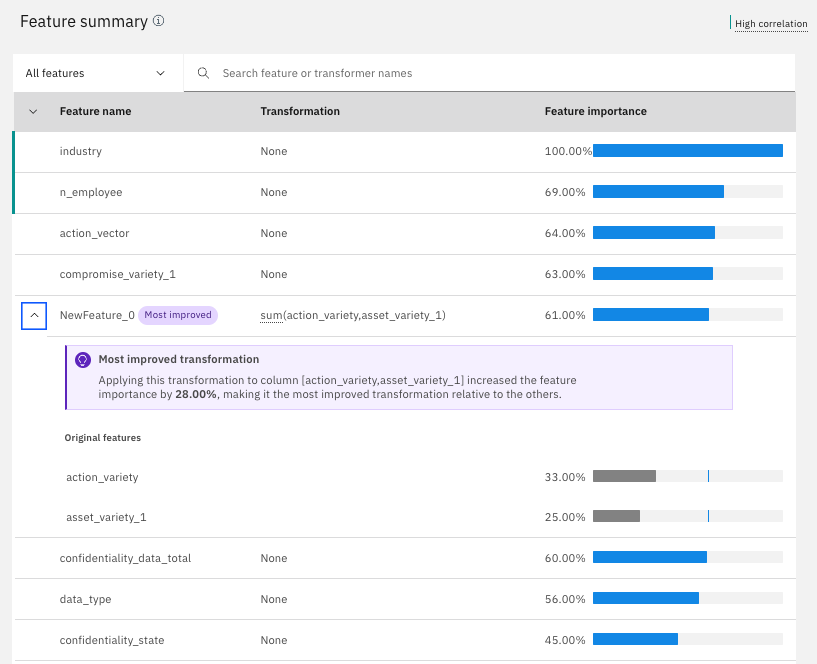 Feature summary
High correlation
All features
Search feature or transformer names
Feature name Transformation Feature importance
industry None 100.00%
n_employee None 69.00%
action_vector None 64.00%
compromise_variety_1 None 63.00%
NewFeature_0 Most improved sum(action_variety,asset_variety_1) 61.00%
Most improved transformation
Applying this transformation to column [action_variety,asset_variety_1] increased the feature
importance by 28.00%, making it the most improved transformation relative to the others.
Original features
action_variety 33.00%
asset_variety_1 25.00%
confidentiality_data_total None 60.00%
data_type None 56.00%
confidentiality_state None 45.00%